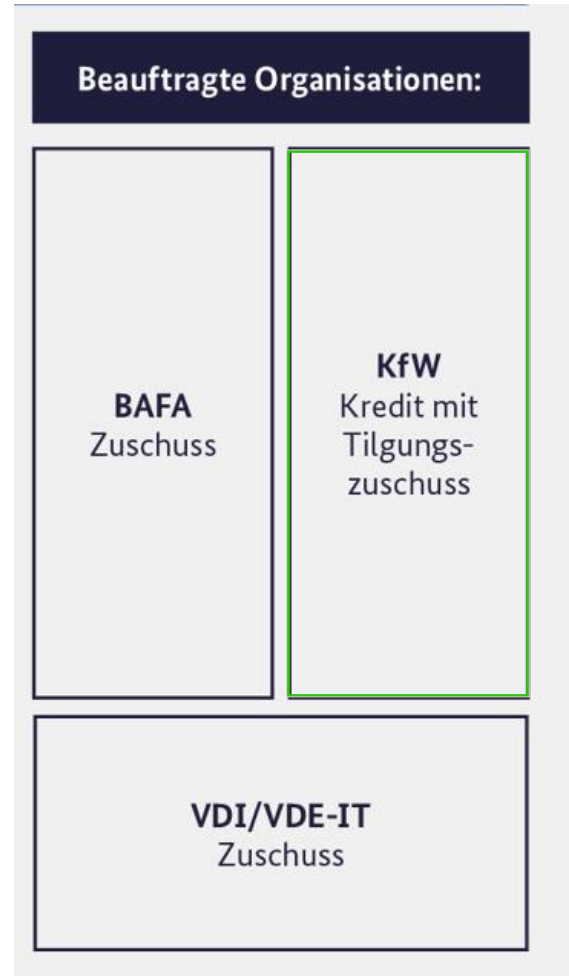 Beauftragte Organisationen:
BAFA
Zuschuss
KfW
Kredit mit
Tilgungs-
zuschuss
VDI/VDE-IT
Zuschuss